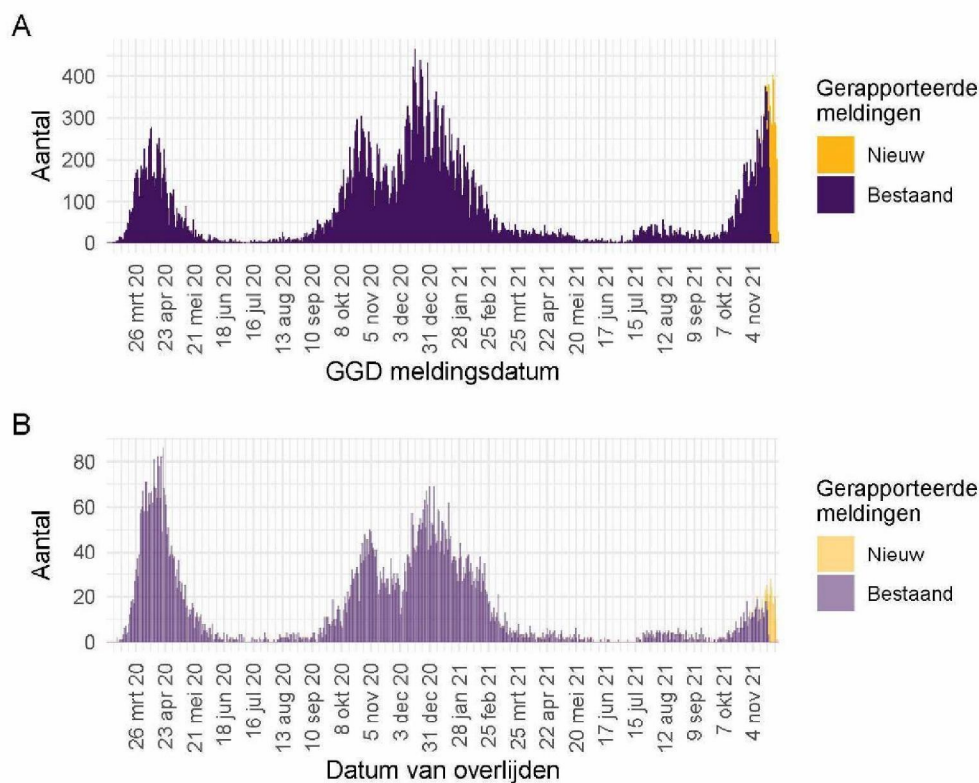 A
400
300
200
100
0
Aantal
26 mrt 20
23 apr 20
21 mei 20
18 jun 20
16 jul 20
13 aug 20
10 sep 20
8 okt 20
5 nov 20
3 dec 20
31 dec 20
28 jan 21
25 feb 21
25 mrt 21
22 apr 21
20 mei 21
17 jun 21
15 jul 21
12 aug 21
9 sep 21
7 okt 21
4 nov 21
GGD meldingsdatum
Gerapporteerde
meldingen
Nieuw
Bestaand
B
80
60
40
20
0
Aantal
26 mrt 20
23 apr 20
21 mei 20
18 jun 20
16 jul 20
13 aug 20
10 sep 20
8 okt 20
5 nov 20
3 dec 20
31 dec 20
28 jan 21
25 feb 21
25 mrt 21
22 apr 21
20 mei 21
17 jun 21
15 jul 21
12 aug 21
9 sep 21
7 okt 21
4 nov 21
Datum van overlijden
Gerapporteerde
meldingen
Nieuw
Bestaand